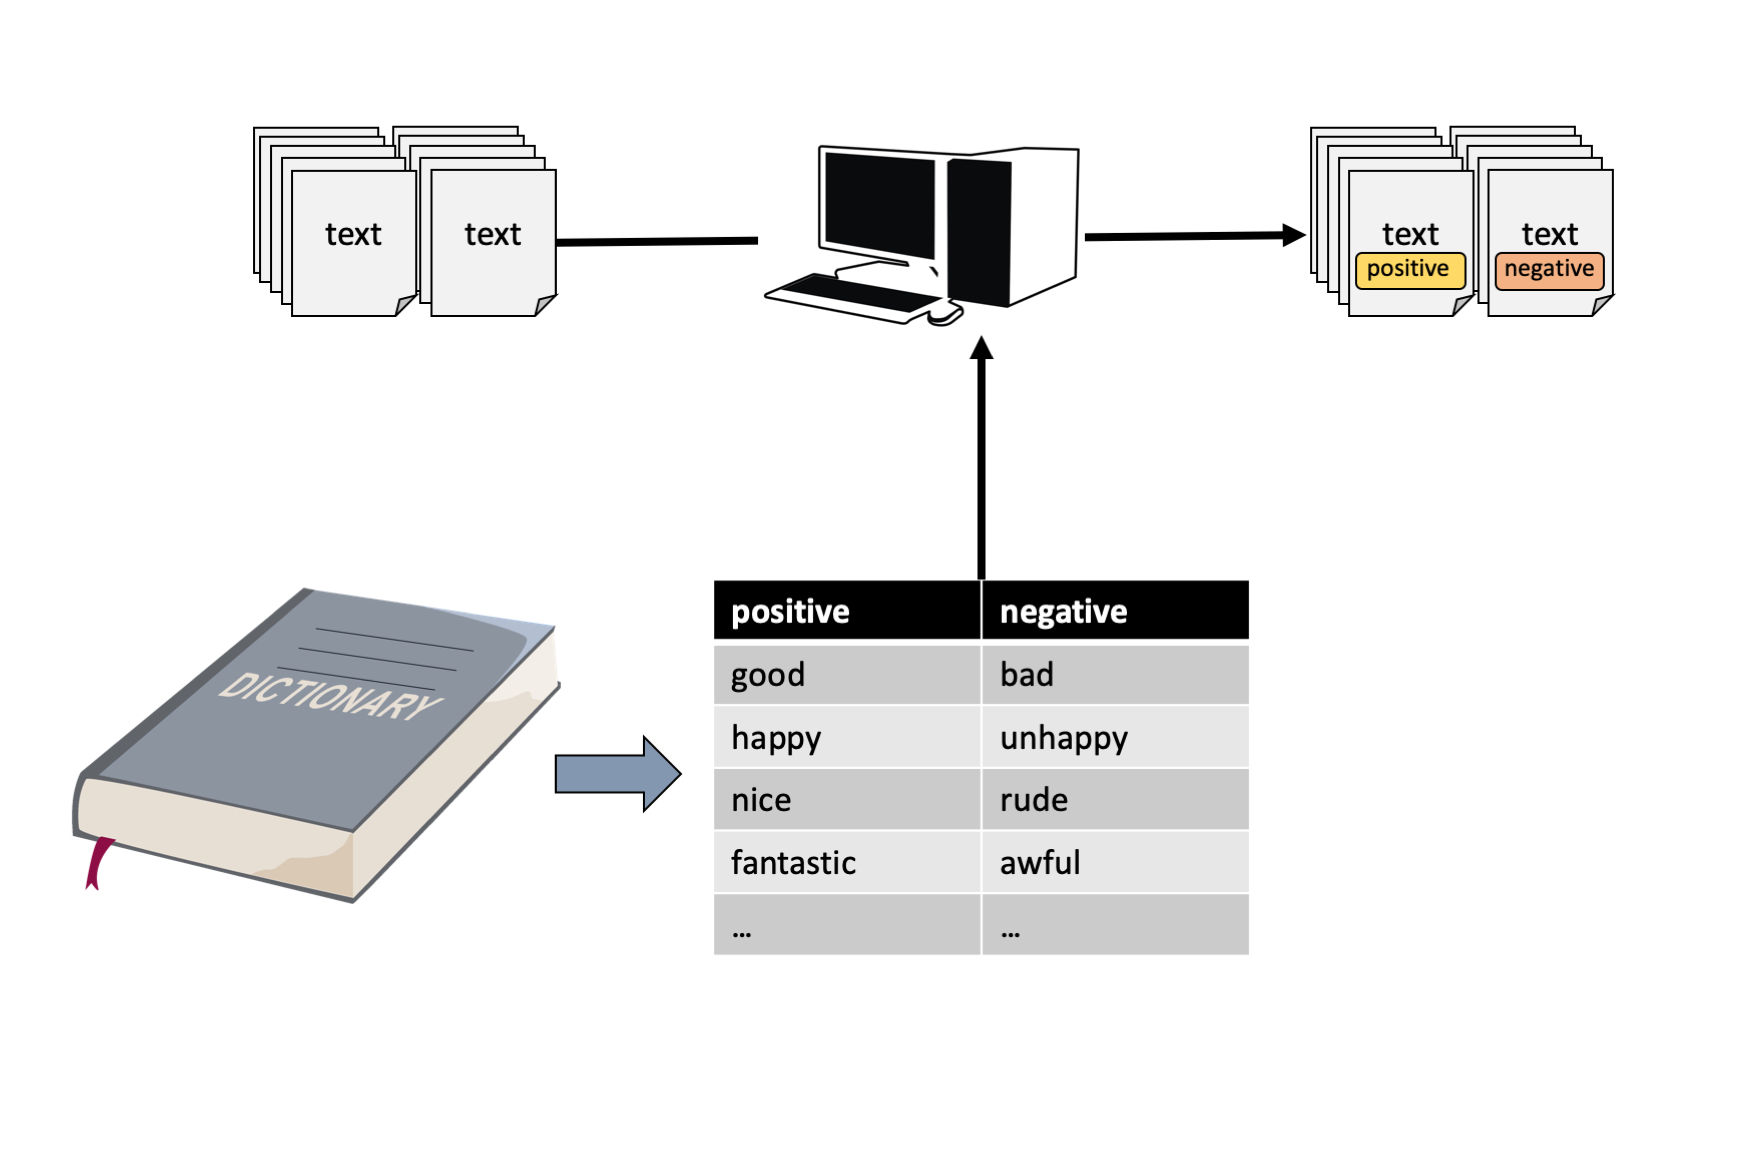 text
text
text
positive
text
negative
DICTIONARY
positive negative
good bad
happy unhappy
nice rude
fantastic awful
... ...